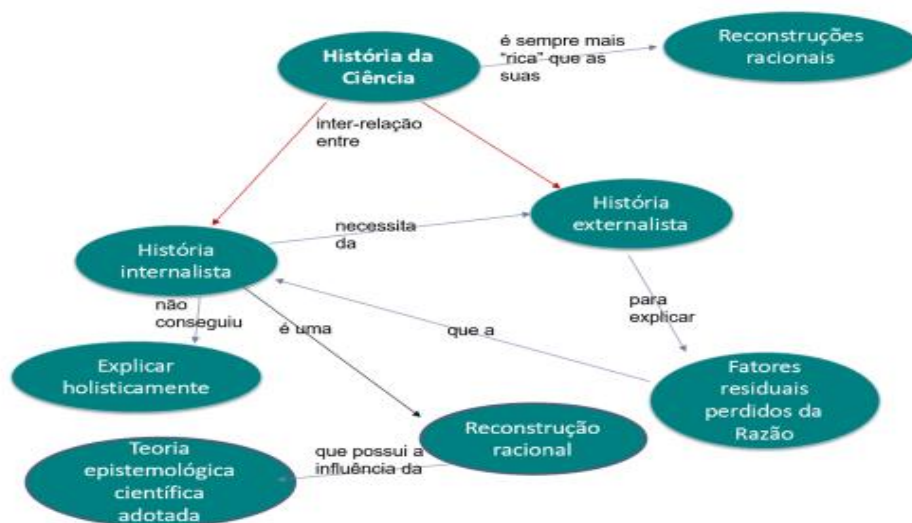 História da
Ciência
é sempre mais
"rica" que as
suas
Reconstruções
racionais
inter-relação
entre
História
externalista
necessita
da
História
internalista
não
conseguiu
é uma
que a
para
explicar
Explicar
holisticamente
Fatores
residuais
perdidos da
Razão
Reconstrução
racional
que possui a
influência da
Teoria
epistemológica
científica
adotada